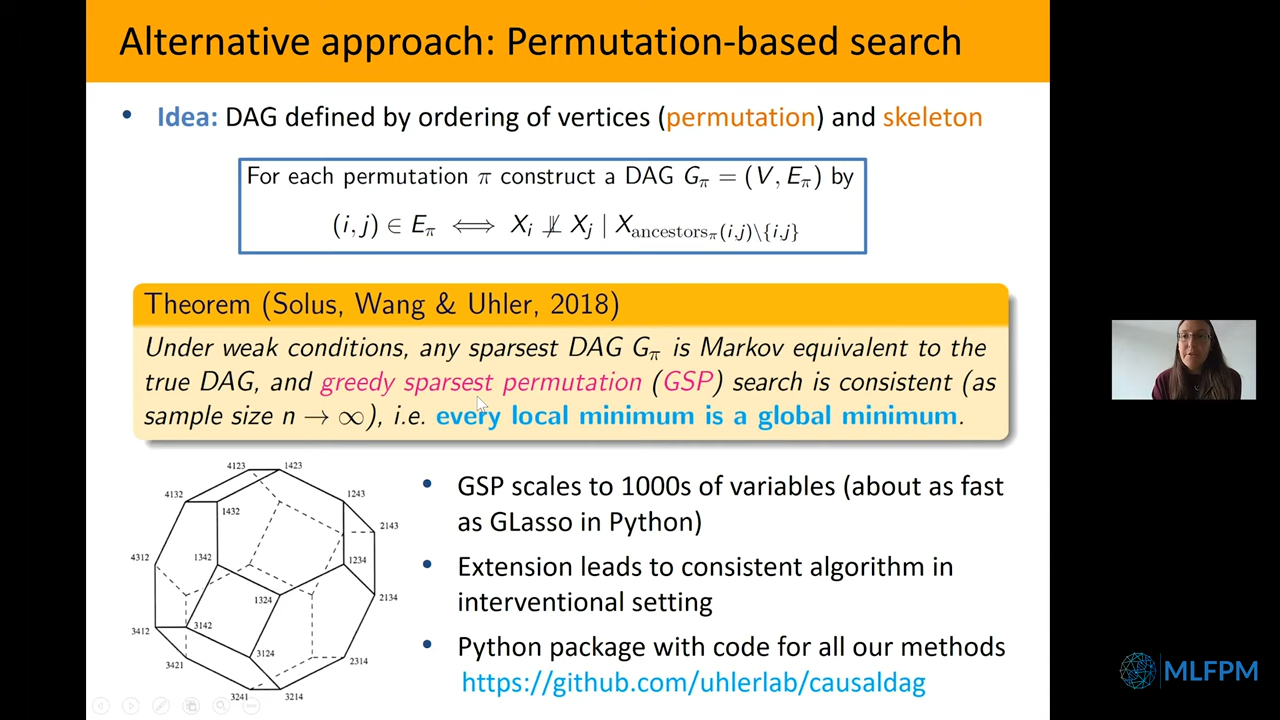 Alternative approach: Permutation-based search
• Idea: DAG defined by ordering of vertices (permutation) and skeleton
For each permutation π construct a DAG G_π = (V, E_π) by
(i, j) ∈ E_π ⟺ X_i ⊥̸⊥ X_j | X_ancestors_π(i,j)\{i,j}
Theorem (Solus, Wang & Uhler, 2018)
Under weak conditions, any sparsest DAG G_π is Markov equivalent to the
true DAG, and greedy sparsest permutation (GSP) search is consistent (as
sample size n → ∞), i.e. every local minimum is a global minimum.
4123
1423
4132
1243
1432
2143
4312
1342
1234
1324
2134
3412
3142
3124
3421
2314
3241
3214
• GSP scales to 1000s of variables (about as fast
as GLasso in Python)
• Extension leads to consistent algorithm in
interventional setting
• Python package with code for all our methods
https://github.com/uhlerlab/causaldag
MLFPM